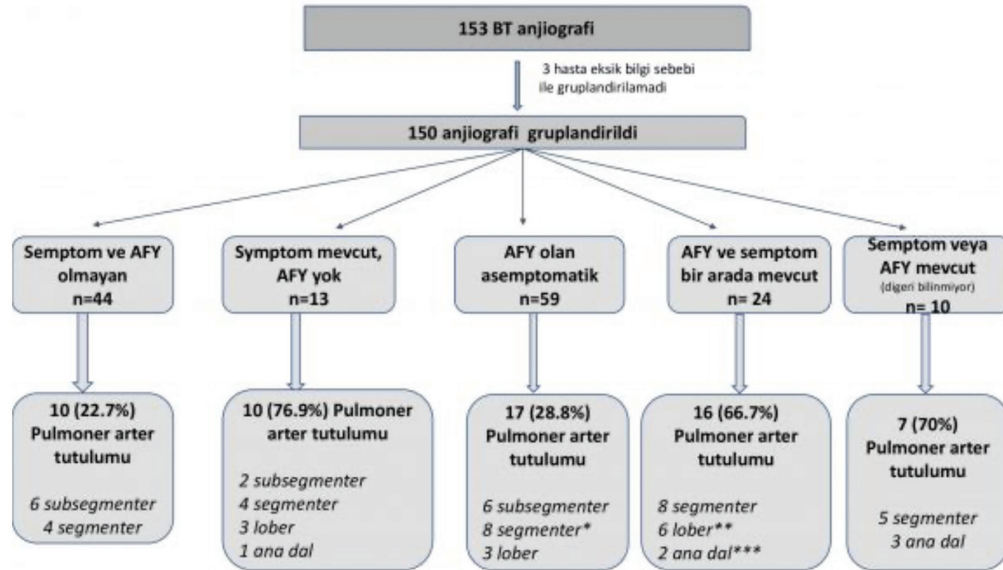 153 BT anjiografi
3 hasta eksik bilgi sebebi
ile gruplandirilamadi
150 anjiografi gruplandirildi
Semptom ve AFY
olmayan
n=44
Symptom mevcut,
AFY yok
n=13
AFY olan
asemptomatik
n=59
AFY ve semptom
bir arada mevcut
n= 24
Semptom veya
AFY mevcut
(digeri bilinmiyor)
n= 10
10 (22.7%)
Pulmoner arter
tutulumu
6 subsegmenter
4 segmenter
10 (76.9%) Pulmoner
arter tutulumu
2 subsegmenter
4 segmenter
3 lober
1 ana dal
17 (28.8%)
Pulmoner arter
tutulumu
6 subsegmenter
8 segmenter*
3 lober
16 (66.7%)
Pulmoner arter
tutulumu
8 segmenter
6 lober**
2 ana dal***
7 (70%)
Pulmoner arter
tutulumu
5 segmenter
3 ana dal